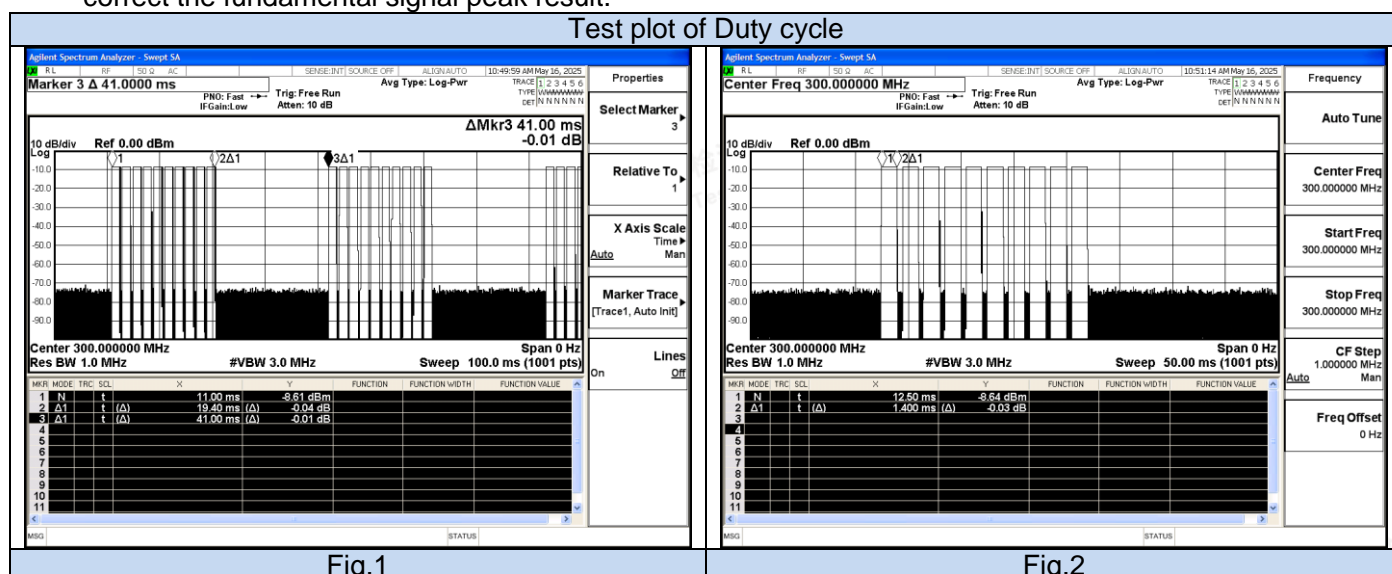 correct the fundamental signal peak result.
Test plot of Duty cycle
Agilent Spectrum Analyzer - Swept SA
RL RF 50 Ω AC SENSE:INT SOURCE OFF ALIGN AUTO 10:49:59 AM May 16, 2025
Marker 3 Δ 41.0000 ms
PNO: Fast
IFGain:Low
Trig: Free Run
Atten: 10 dB
Avg Type: Log-Pwr
TRACE 1 2 3 4 5 6
TYPE
DET N N N N N N
ΔMkr3 41.00 ms
-0.01 dB
10 dB/div Ref 0.00 dBm
Log
1 2Δ1 3Δ1
-10.0
-20.0
-30.0
-40.0
-50.0
-60.0
-70.0
-80.0
-90.0
Center 300.000000 MHz Span 0 Hz
Res BW 1.0 MHz #VBW 3.0 MHz Sweep 100.0 ms (1001 pts)
MKR MODE TRC SCL X Y FUNCTION FUNCTION WIDTH FUNCTION VALUE
1 N t 11.00 ms -8.61 dBm
2 Δ1 t (Δ) 19.40 ms (Δ) -0.04 dB
3 Δ1 t (Δ) 41.00 ms (Δ) -0.01 dB
4
5
6
7
8
9
10
11
MSG STATUS
Properties
Select Marker
3
Relative To
1
X Axis Scale
Time
Auto Man
Marker Trace
[Trace1, Auto Init]
Lines
On Off
Fig.1
Agilent Spectrum Analyzer - Swept SA
RL RF 50 Ω AC SENSE:INT SOURCE OFF ALIGN AUTO 10:51:14 AM May 16, 2025
Center Freq 300.000000 MHz
PNO: Fast
IFGain:Low
Trig: Free Run
Atten: 10 dB
Avg Type: Log-Pwr
TRACE 1 2 3 4 5 6
TYPE
DET N N N N N N
10 dB/div Ref 0.00 dBm
Log
1 2Δ1
-10.0
-20.0
-30.0
-40.0
-50.0
-60.0
-70.0
-80.0
-90.0
Center 300.000000 MHz Span 0 Hz
Res BW 1.0 MHz #VBW 3.0 MHz Sweep 50.00 ms (1001 pts)
MKR MODE TRC SCL X Y FUNCTION FUNCTION WIDTH FUNCTION VALUE
1 N t 12.50 ms -8.64 dBm
2 Δ1 t (Δ) 1.400 ms (Δ) -0.03 dB
3
4
5
6
7
8
9
10
11
MSG STATUS
Frequency
Auto Tune
Center Freq
300.000000 MHz
Start Freq
300.000000 MHz
Stop Freq
300.000000 MHz
CF Step
1.000000 MHz
Auto Man
Freq Offset
0 Hz
Fig.2